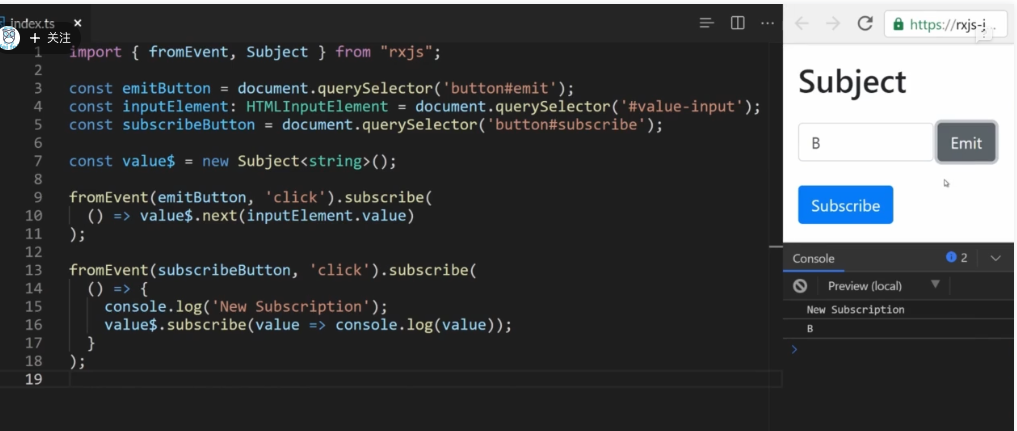 index.ts ×
+ 关注
https://rxjs-j...
1 import { fromEvent, Subject } from "rxjs";
2
3 const emitButton = document.querySelector('button#emit');
4 const inputElement: HTMLInputElement = document.querySelector('#value-input');
5 const subscribeButton = document.querySelector('button#subscribe');
6
7 const value$ = new Subject<string>();
8
9 fromEvent(emitButton, 'click').subscribe(
10 () => value$.next(inputElement.value)
11 );
12
13 fromEvent(subscribeButton, 'click').subscribe(
14 () => {
15 console.log('New Subscription');
16 value$.subscribe(value => console.log(value));
17 }
18 );
19
Subject
B Emit
Subscribe
Console 2
Preview (local)
New Subscription
B